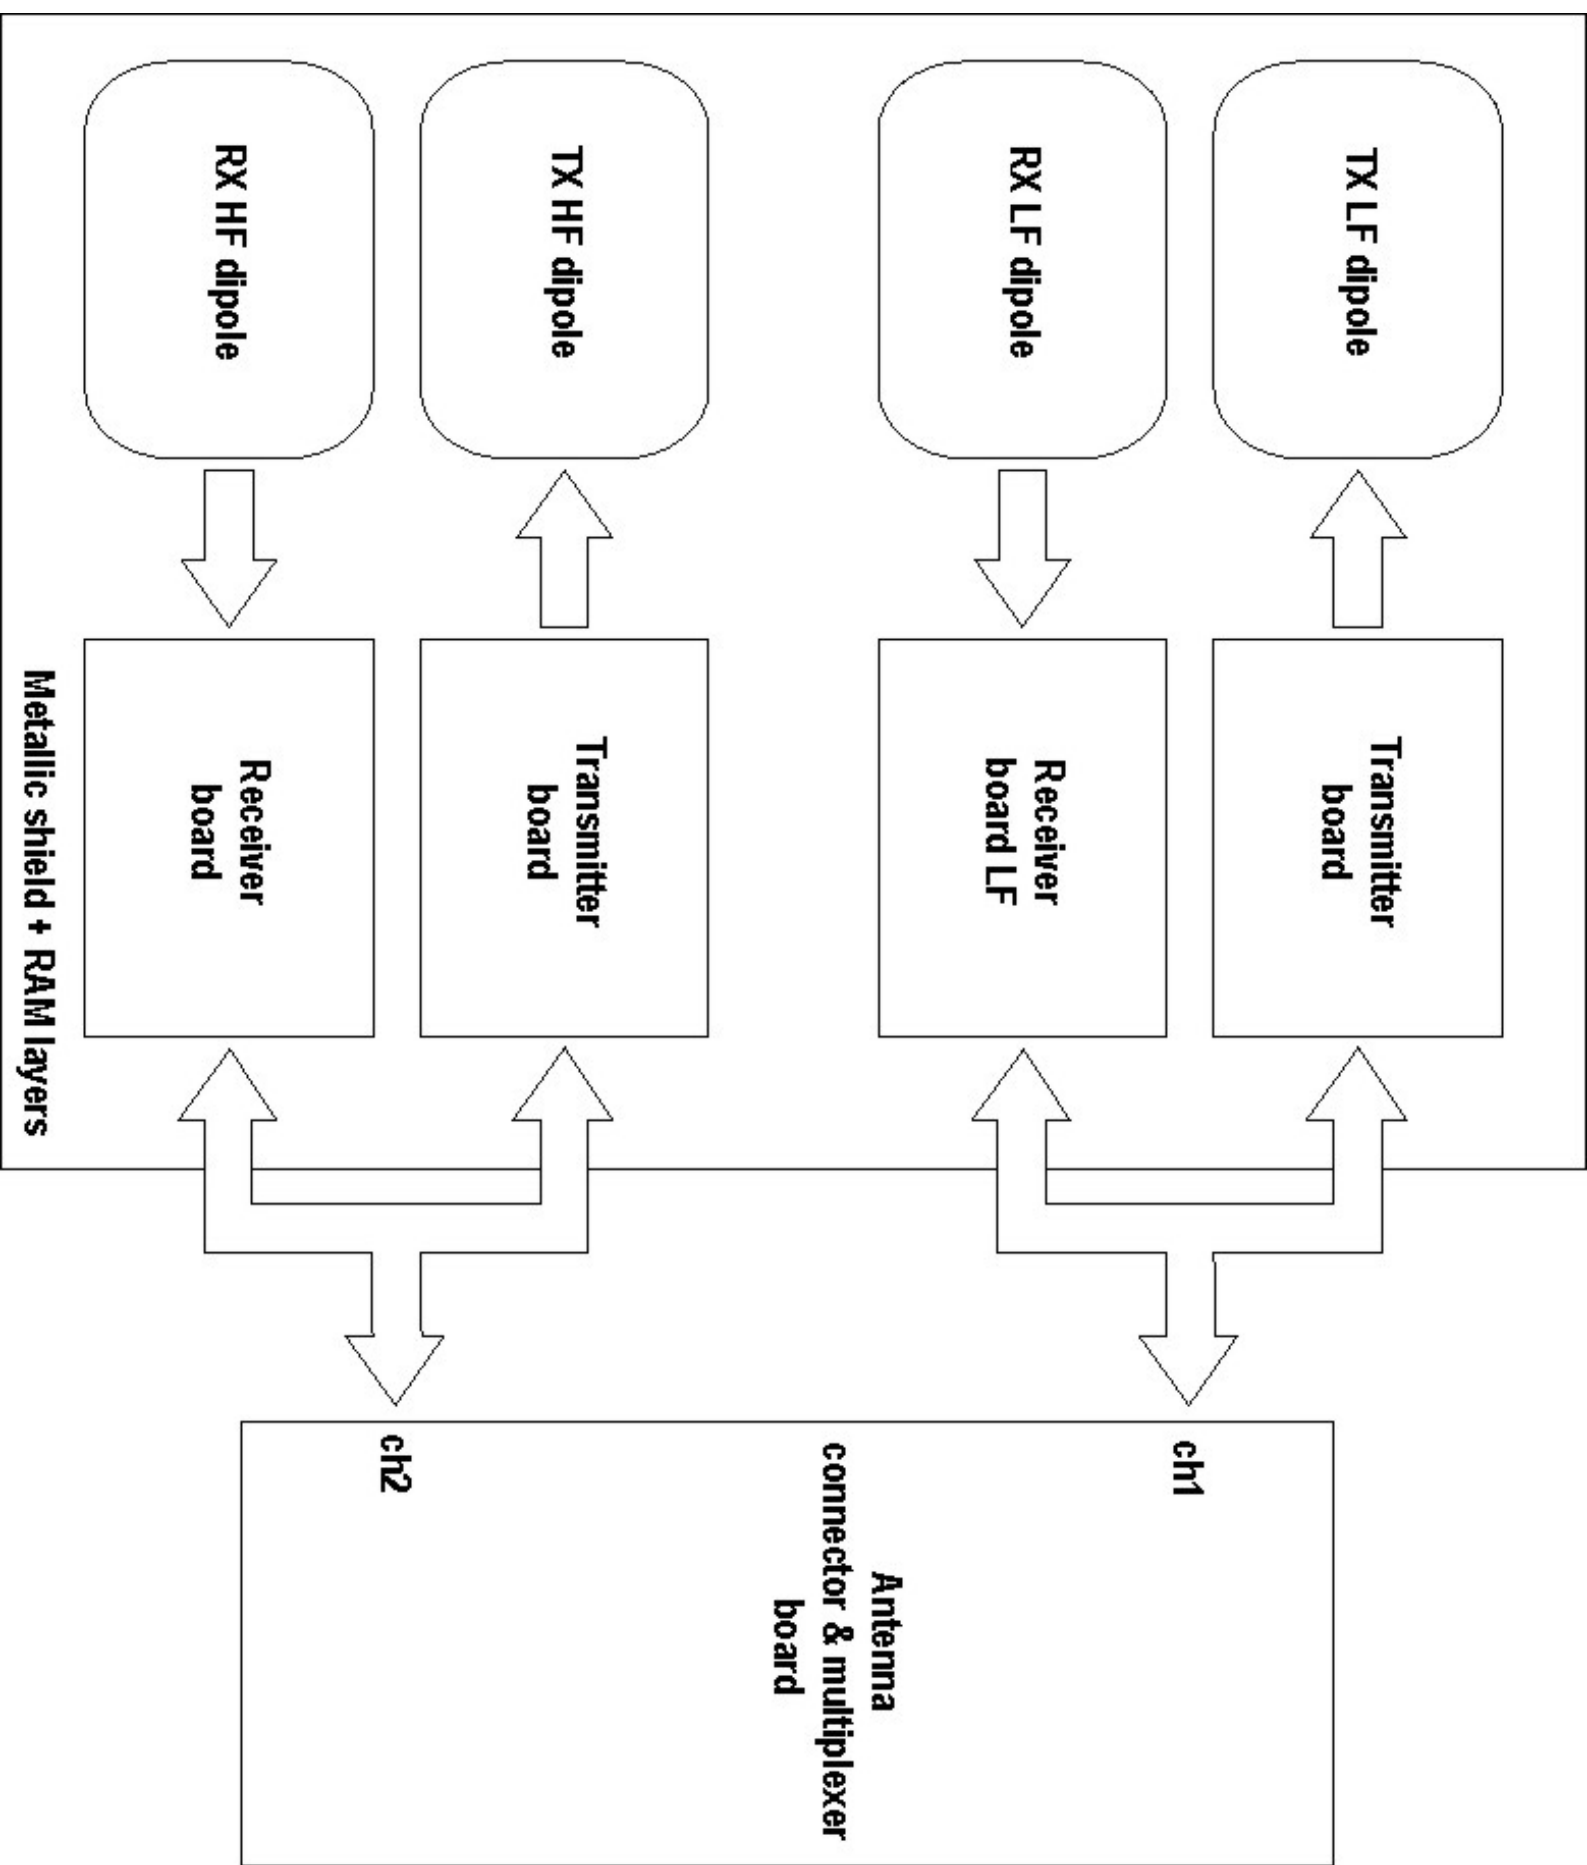 TX LF dipole
Transmitter
board
RX LF dipole
Receiver
board LF
ch1
Antenna
connector & multiplexer
board
TX HF dipole
Transmitter
board
ch2
RX HF dipole
Receiver
board
Metallic shield + RAM layers